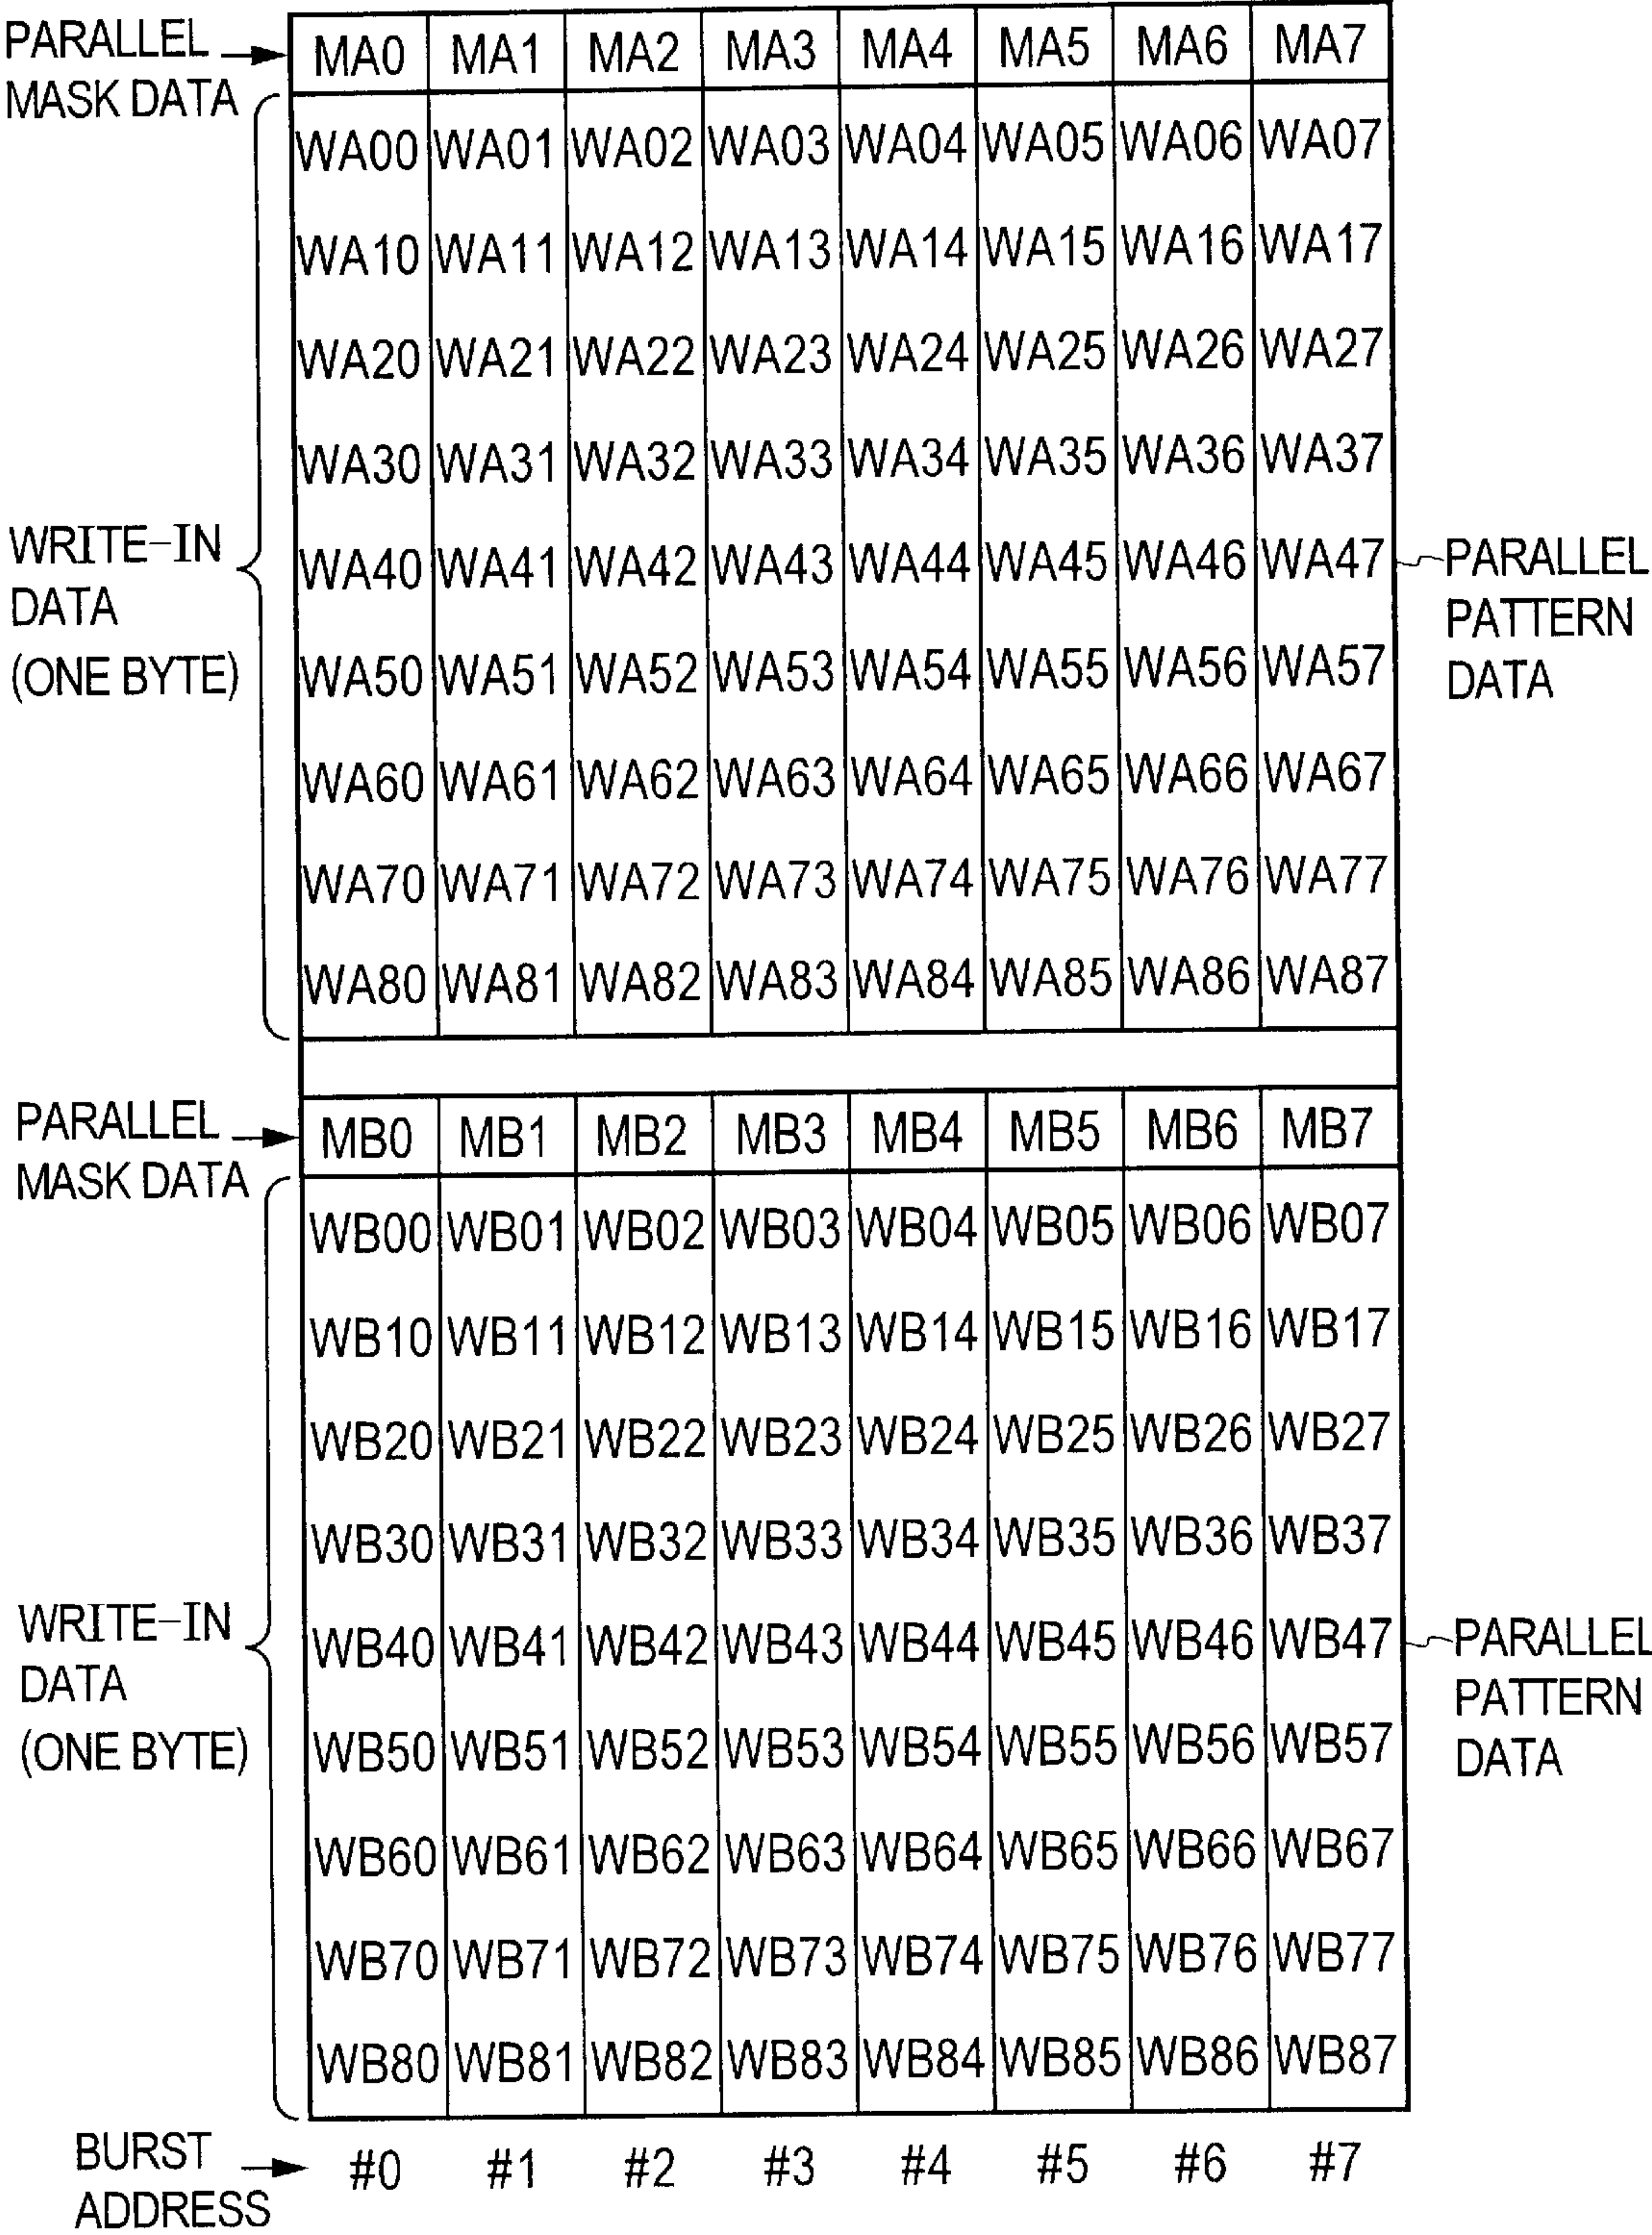 PARALLEL
MASK DATA
MA0 MA1 MA2 MA3 MA4 MA5 MA6 MA7
WA00 WA01 WA02 WA03 WA04 WA05 WA06 WA07
WA10 WA11 WA12 WA13 WA14 WA15 WA16 WA17
WA20 WA21 WA22 WA23 WA24 WA25 WA26 WA27
WA30 WA31 WA32 WA33 WA34 WA35 WA36 WA37
WRITE-IN
DATA
(ONE BYTE)
WA40 WA41 WA42 WA43 WA44 WA45 WA46 WA47
PARALLEL
PATTERN
DATA
WA50 WA51 WA52 WA53 WA54 WA55 WA56 WA57
WA60 WA61 WA62 WA63 WA64 WA65 WA66 WA67
WA70 WA71 WA72 WA73 WA74 WA75 WA76 WA77
WA80 WA81 WA82 WA83 WA84 WA85 WA86 WA87
PARALLEL
MASK DATA
MB0 MB1 MB2 MB3 MB4 MB5 MB6 MB7
WB00 WB01 WB02 WB03 WB04 WB05 WB06 WB07
WB10 WB11 WB12 WB13 WB14 WB15 WB16 WB17
WB20 WB21 WB22 WB23 WB24 WB25 WB26 WB27
WB30 WB31 WB32 WB33 WB34 WB35 WB36 WB37
WRITE-IN
DATA
(ONE BYTE)
WB40 WB41 WB42 WB43 WB44 WB45 WB46 WB47
PARALLEL
PATTERN
DATA
WB50 WB51 WB52 WB53 WB54 WB55 WB56 WB57
WB60 WB61 WB62 WB63 WB64 WB65 WB66 WB67
WB70 WB71 WB72 WB73 WB74 WB75 WB76 WB77
WB80 WB81 WB82 WB83 WB84 WB85 WB86 WB87
BURST
ADDRESS
#0 #1 #2 #3 #4 #5 #6 #7